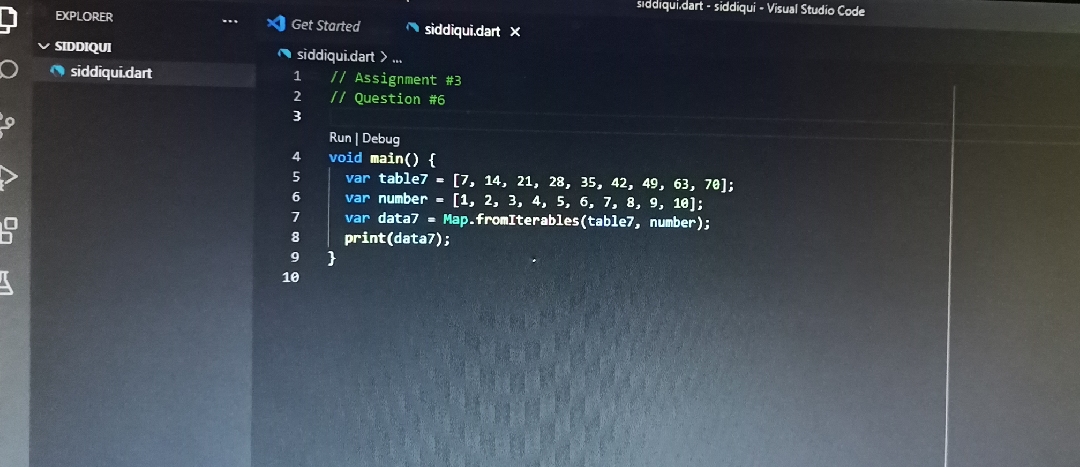 siddiqui.dart - siddiqui - Visual Studio Code
EXPLORER ...
Get Started
siddiqui.dart ×
SIDDIQUI
siddiqui.dart
siddiqui.dart > ...
1 // Assignment #3
2 // Question #6
3
Run | Debug
4 void main() {
5 var table7 = [7, 14, 21, 28, 35, 42, 49, 63, 70];
6 var number = [1, 2, 3, 4, 5, 6, 7, 8, 9, 10];
7 var data7 = Map.fromIterables(table7, number);
8 print(data7);
9 }
10